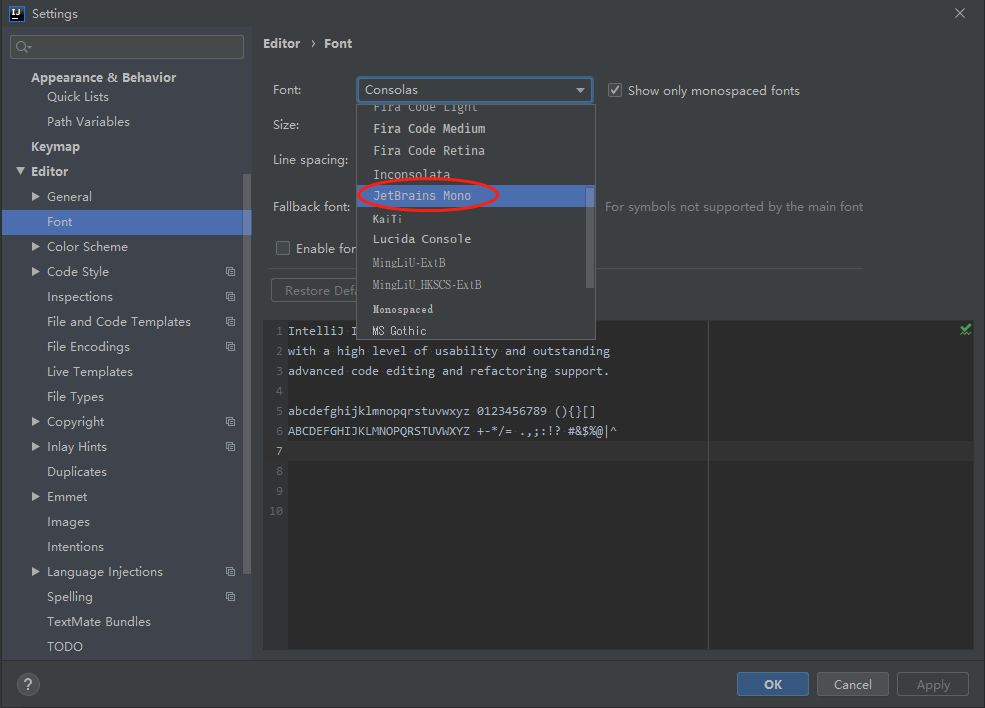 Settings
Appearance & Behavior
Quick Lists
Path Variables
Keymap
Editor
General
Font
Color Scheme
Code Style
Inspections
File and Code Templates
File Encodings
Live Templates
File Types
Copyright
Inlay Hints
Duplicates
Emmet
Images
Intentions
Language Injections
Spelling
TextMate Bundles
TODO
Editor › Font
Font: Consolas Show only monospaced fonts
Size:
Line spacing:
Fallback font: For symbols not supported by the main font
Enable for
Restore Defa
Fira Code Light
Fira Code Medium
Fira Code Retina
Inconsolata
JetBrains Mono
KaiTi
Lucida Console
MingLiU-ExtB
MingLiU_HKSCS-ExtB
Monospaced
MS Gothic
1 IntelliJ I
2 with a high level of usability and outstanding
3 advanced code editing and refactoring support.
4
5 abcdefghijklmnopqrstuvwxyz 0123456789 (){}[]
6 ABCDEFGHIJKLMNOPQRSTUVWXYZ +-*/= .,;:!? #&$%@|^
7
8
9
10
? OK Cancel Apply